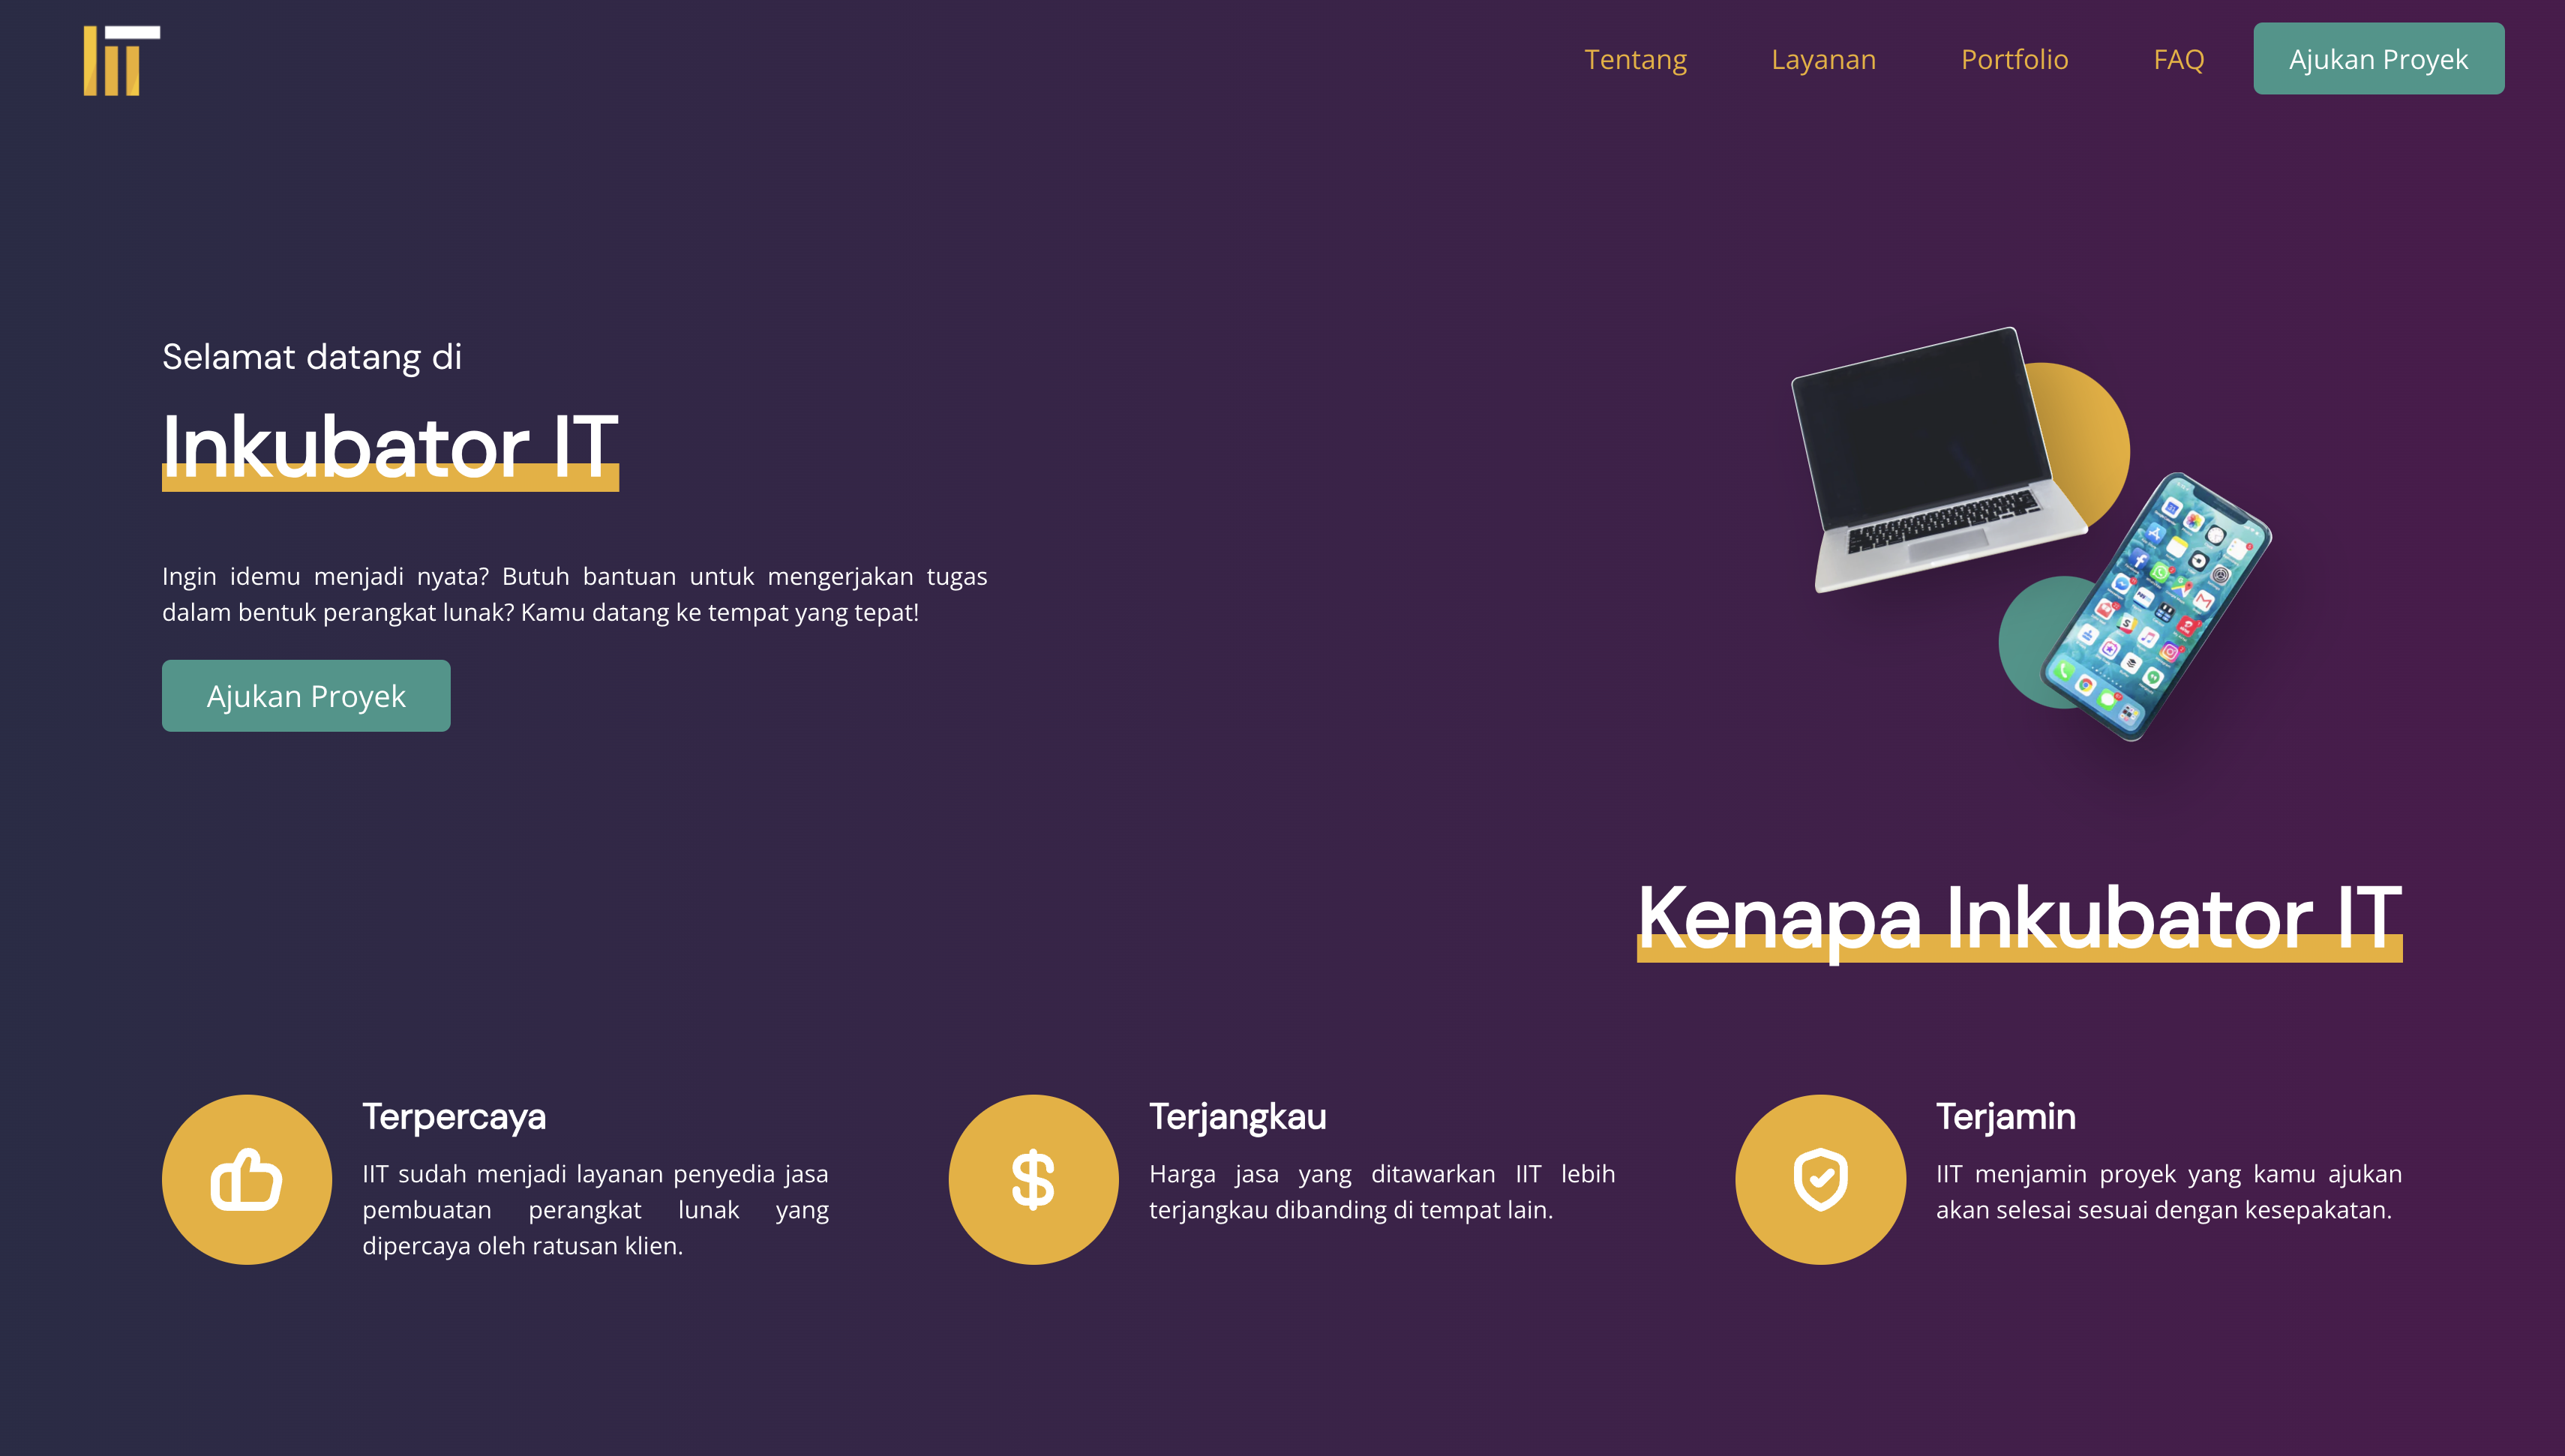 IIT
Tentang
Layanan
Portfolio
FAQ
Ajukan Proyek
Selamat datang di
Inkubator IT
Ingin idemu menjadi nyata? Butuh bantuan untuk mengerjakan tugas
dalam bentuk perangkat lunak? Kamu datang ke tempat yang tepat!
Ajukan Proyek
Kenapa Inkubator IT
Terpercaya
IIT sudah menjadi layanan penyedia jasa
pembuatan perangkat lunak yang
dipercaya oleh ratusan klien.
Terjangkau
Harga jasa yang ditawarkan IIT lebih
terjangkau dibanding di tempat lain.
Terjamin
IIT menjamin proyek yang kamu ajukan
akan selesai sesuai dengan kesepakatan.